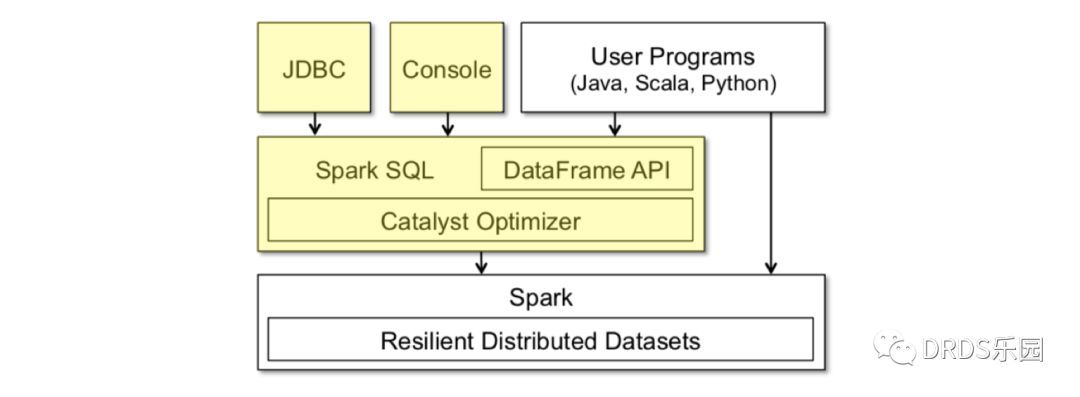 JDBC
Console
User Programs
(Java, Scala, Python)
Spark SQL
DataFrame API
Catalyst Optimizer
Spark
Resilient Distributed Datasets
DRDS乐园